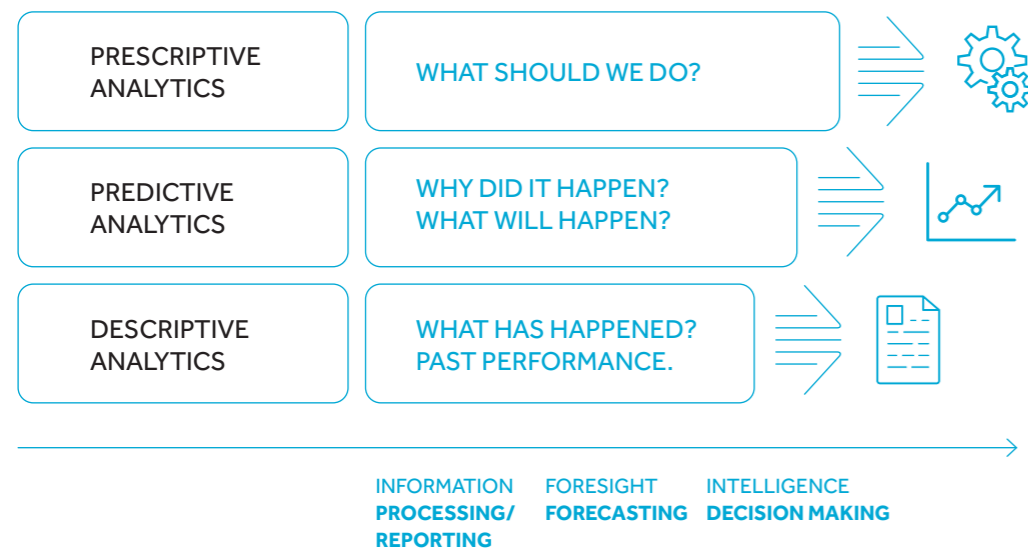 PRESCRIPTIVE
ANALYTICS
WHAT SHOULD WE DO?
PREDICTIVE
ANALYTICS
WHY DID IT HAPPEN?
WHAT WILL HAPPEN?
DESCRIPTIVE
ANALYTICS
WHAT HAS HAPPENED?
PAST PERFORMANCE.
INFORMATION
PROCESSING/
REPORTING
FORESIGHT
FORECASTING
INTELLIGENCE
DECISION MAKING